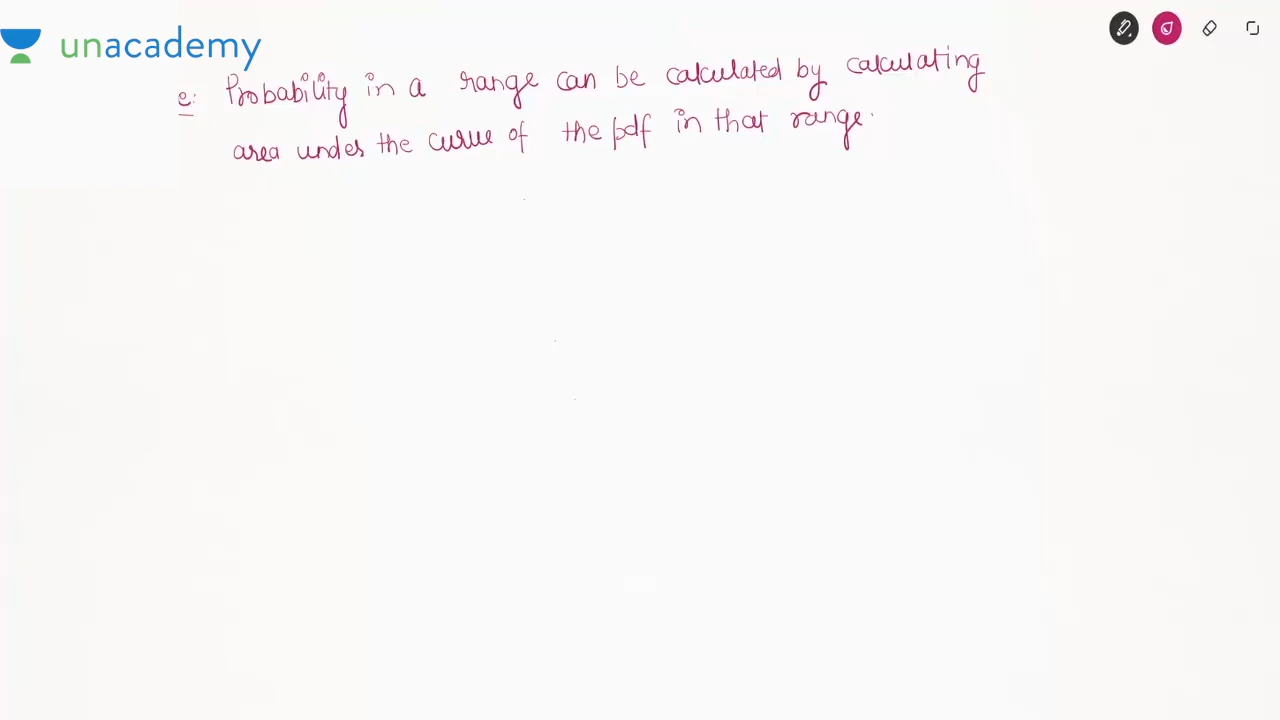 unacademy
e: Probability in a range can be calculated by calculating
area under the curve of the pdf in that range.